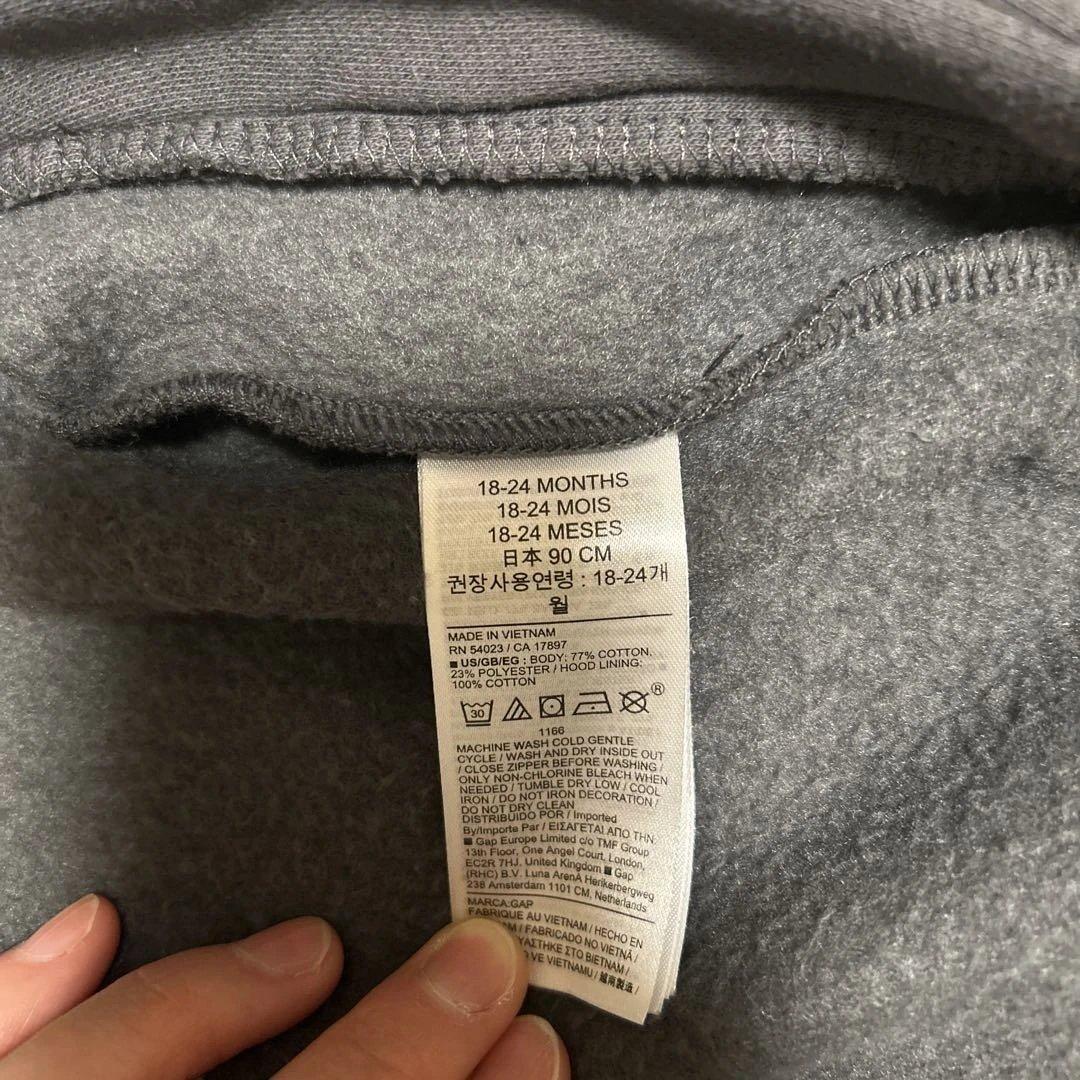 18-24 MONTHS
18-24 MOIS
18-24 MESES
日本 90 CM
권장사용연령 : 18-24개
월
MADE IN VIETNAM
RN 54023 / CA 17897
■ US/GB/EG : BODY: 77% COTTON.
23% POLYESTER / HOOD LINING:
100% COTTON
30
®
1166
MACHINE WASH COLD GENTLE
CYCLE / WASH AND DRY INSIDE OUT
/ CLOSE ZIPPER BEFORE WASHING /
ONLY NON-CHLORINE BLEACH WHEN
NEEDED / TUMBLE DRY LOW / COOL
IRON / DO NOT IRON DECORATION /
DO NOT DRY CLEAN
DISTRIBUIDO POR / Imported
By/Importe Par / ΕΙΣΑΓΕΤΑΙ ΑΠΟ ΤΗΝ:
■ Gap Europe Limited c/o TMF Group
13th Floor, One Angel Court, London,
EC2R 7HJ. United Kingdom ■ Gap
(RHC) B.V. Luna ArenA Herikerbergweg
238 Amsterdam 1101 CM, Netherlands
MARCA:GAP
FABRIQUE AU VIETNAM / HECHO EN
/ FABRICADO NO VIETNÃ /
ΣΤΟ ΒΙΕΤΝΑΜ /
VE VIETNAMU / 越南製造 /